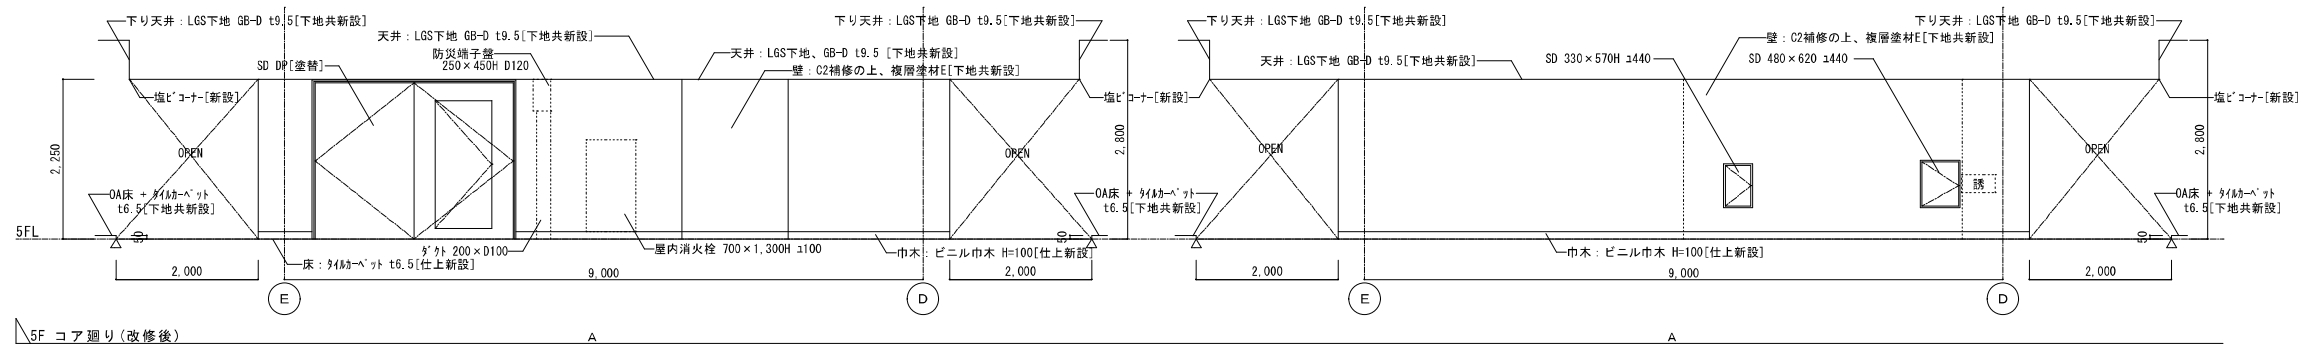 下り天井：LGS下地 GB-D t9.5[下地共新設]
天井：LGS下地 GB-D t9.5[下地共新設]
防災端子盤
250×450H D120
SD DP[塗替]
下り天井：LGS下地 GB-D t9.5[下地共新設]
天井：LGS下地、GB-D t9.5 [下地共新設]
壁：C2補修の上、複層塗材E[下地共新設]
塩ビコーナー[新設]
塩ビコーナー[新設]
2,250
OPEN
OPEN
2,800
OA床 + タイルカーペット
t6.5[下地共新設]
OA床 + タイルカーペット
t6.5[下地共新設]
5FL
50
50
ダクト 200×D100
屋内消火栓 700×1,300H ｺ100
巾木：ビニル巾木 H=100[仕上新設]
床：タイルカーペット t6.5[仕上新設]
2,000
9,000
2,000
E
D
下り天井：LGS下地 GB-D t9.5[下地共新設]
下り天井：LGS下地 GB-D t9.5[下地共新設]
壁：C2補修の上、複層塗材E[下地共新設]
天井：LGS下地 GB-D t9.5[下地共新設]
SD 330×570H ｺ440
SD 480×620 ｺ440
塩ビコーナー[新設]
OPEN
OPEN
2,800
誘
OA床 + タイルカーペット
t6.5[下地共新設]
50
巾木：ビニル巾木 H=100[仕上新設]
2,000
9,000
2,000
E
D
5F コア廻り(改修後)
A
A